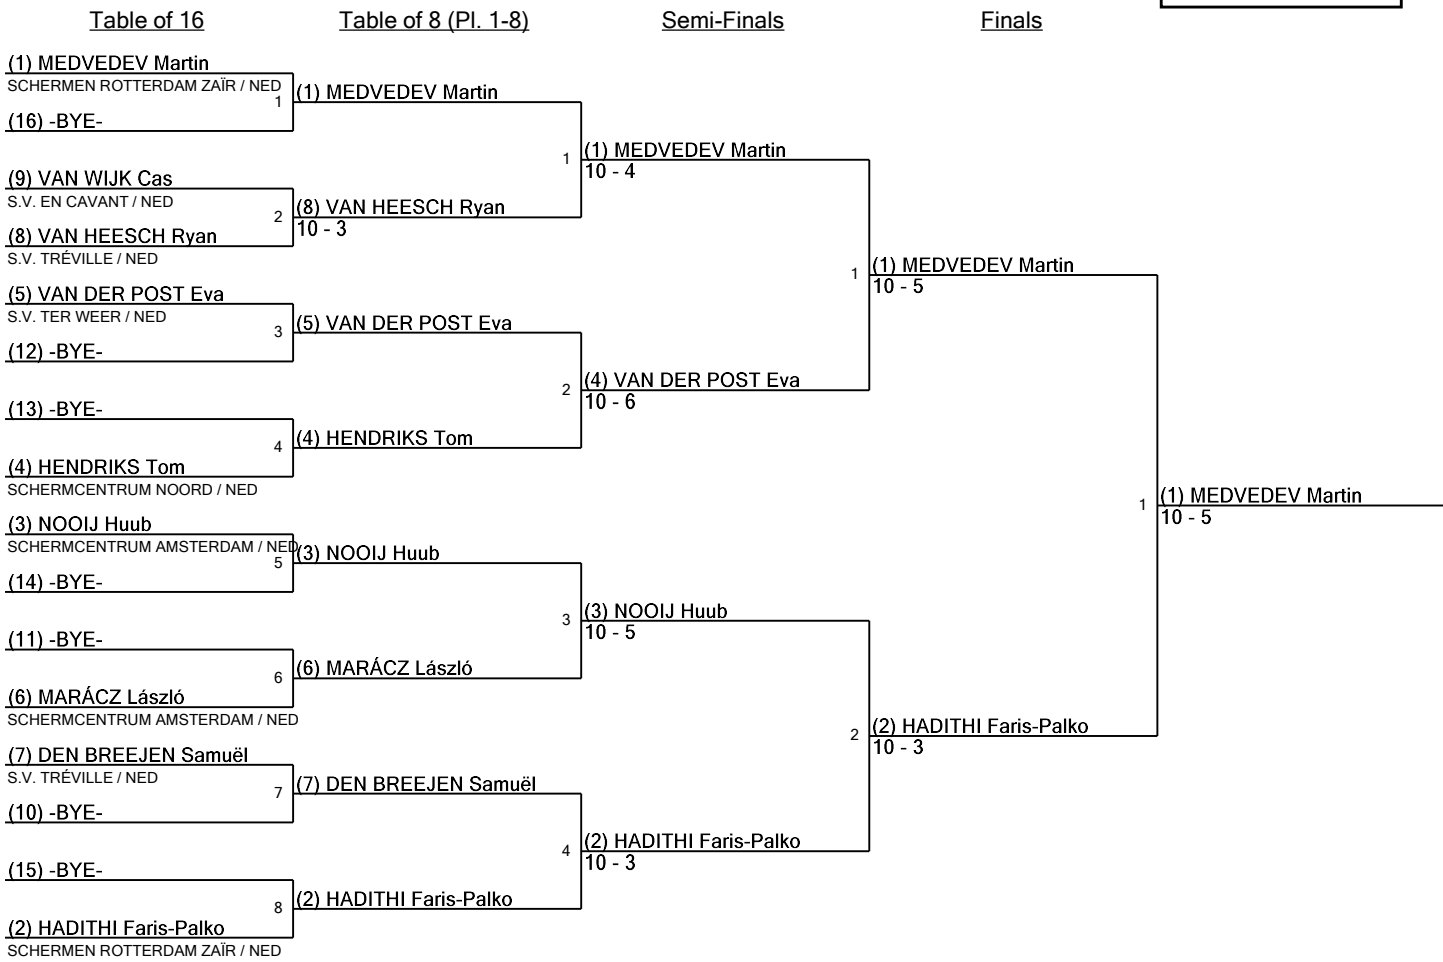 Table of 16
Table of 8 (Pl. 1-8)
Semi-Finals
Finals
(1) MEDVEDEV Martin
SCHERMEN ROTTERDAM ZAÏR / NED
1
(16) -BYE-
(9) VAN WIJK Cas
S.V. EN CAVANT / NED
2
(8) VAN HEESCH Ryan
S.V. TRÉVILLE / NED
(5) VAN DER POST Eva
S.V. TER WEER / NED
3
(12) -BYE-
(13) -BYE-
4
(4) HENDRIKS Tom
SCHERMCENTRUM NOORD / NED
(3) NOOIJ Huub
SCHERMCENTRUM AMSTERDAM / NED
5
(14) -BYE-
(11) -BYE-
6
(6) MARÁCZ László
SCHERMCENTRUM AMSTERDAM / NED
(7) DEN BREEJEN Samuël
S.V. TRÉVILLE / NED
7
(10) -BYE-
(15) -BYE-
8
(2) HADITHI Faris-Palko
SCHERMEN ROTTERDAM ZAÏR / NED
(1) MEDVEDEV Martin
1
(8) VAN HEESCH Ryan
10 - 3
(5) VAN DER POST Eva
2
(4) HENDRIKS Tom
(3) NOOIJ Huub
3
(6) MARÁCZ László
(7) DEN BREEJEN Samuël
4
(2) HADITHI Faris-Palko
(1) MEDVEDEV Martin
10 - 4
1
(4) VAN DER POST Eva
10 - 6
(3) NOOIJ Huub
10 - 5
2
(2) HADITHI Faris-Palko
10 - 3
(1) MEDVEDEV Martin
10 - 5
1
(2) HADITHI Faris-Palko
10 - 3
(1) MEDVEDEV Martin
10 - 5